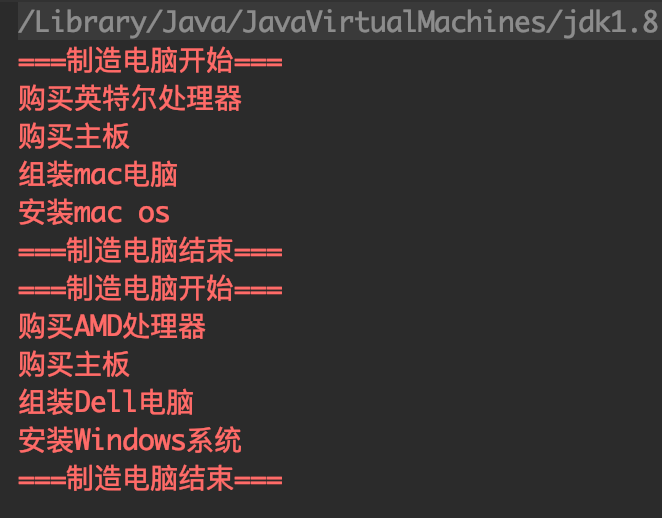 /Library/Java/JavaVirtualMachines/jdk1.8
===制造电脑开始===
购买英特尔处理器
购买主板
组装mac电脑
安装mac os
===制造电脑结束===
===制造电脑开始===
购买AMD处理器
购买主板
组装Dell电脑
安装Windows系统
===制造电脑结束===